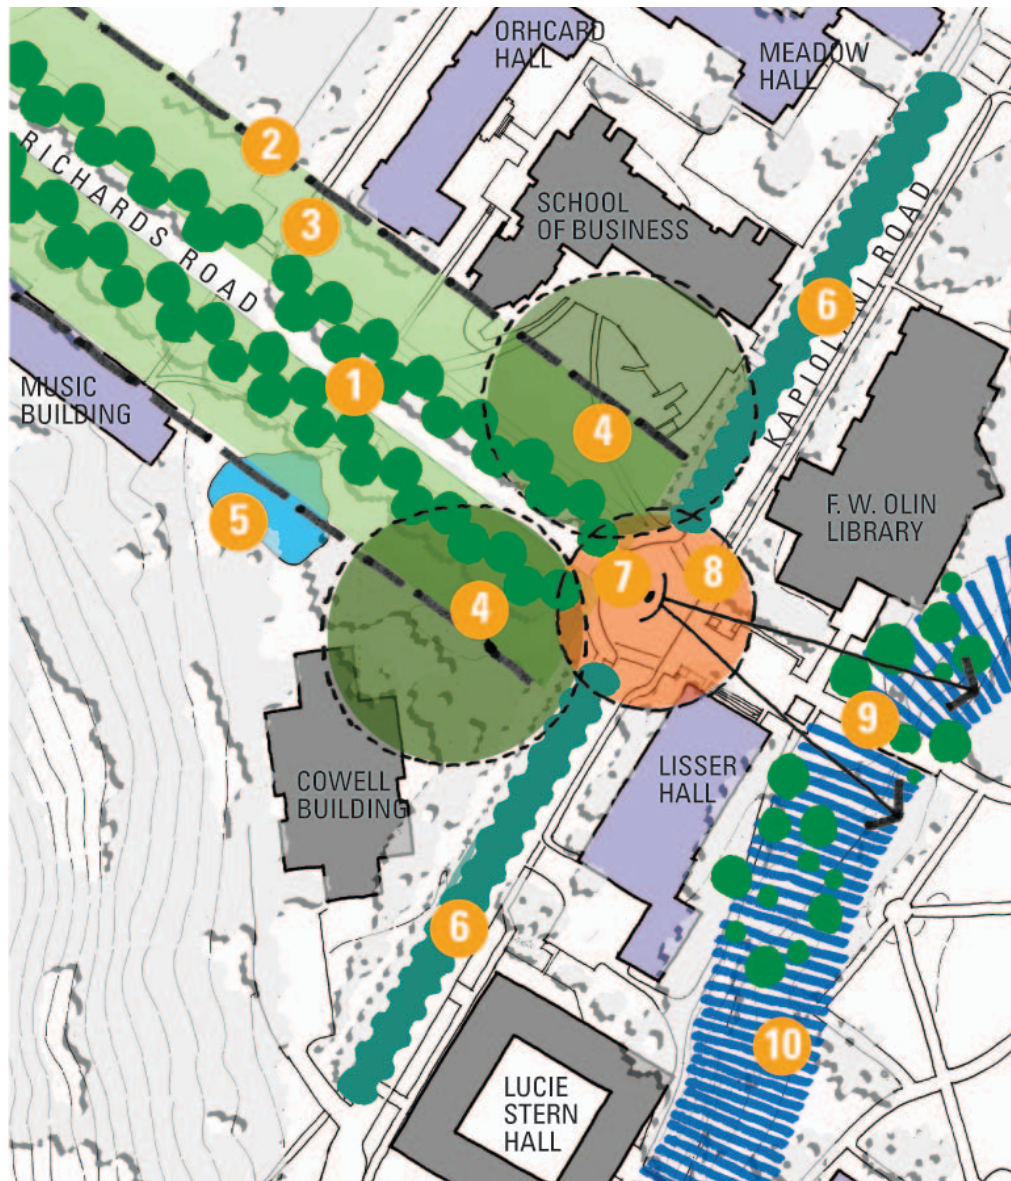 ORHCARD
HALL
MEADOW
HALL
2
RICHARDS ROAD
3
SCHOOL
OF BUSINESS
6
KAPIOLINI ROAD
MUSIC
BUILDING
1
4
5
F. W. OLIN
LIBRARY
4
7
8
9
COWELL
BUILDING
LISSER
HALL
6
10
LUCIE
STERN
HALL